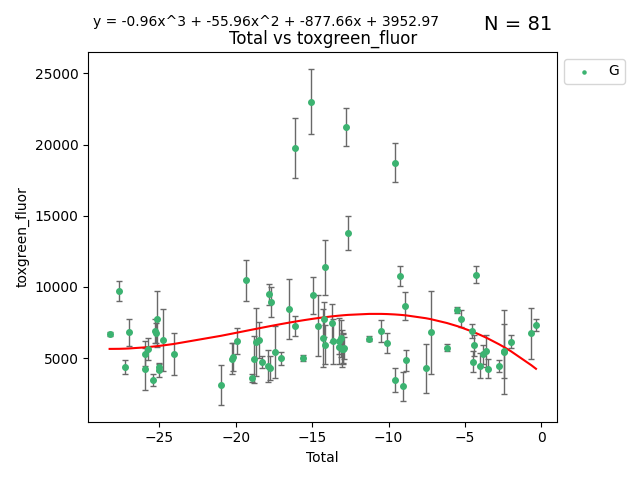 y = -0.96x^3 + -55.96x^2 + -877.66x + 3952.97
N = 81
Total vs toxgreen_fluor
G
25000
20000
15000
10000
5000
toxgreen_fluor
−25 −20 −15 −10 −5 0
Total